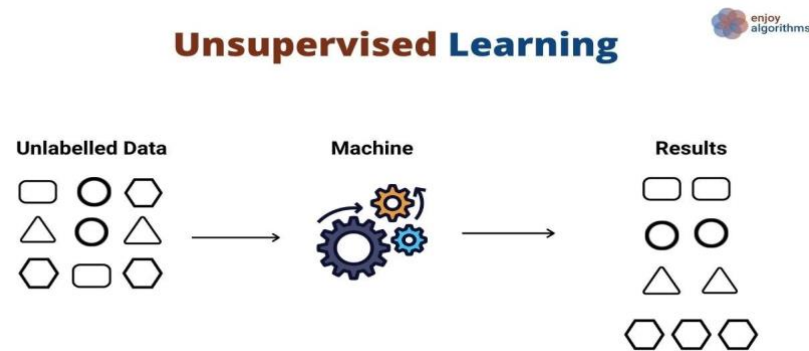 enjoy
algorithms
Unsupervised Learning
Unlabelled Data
Machine
Results